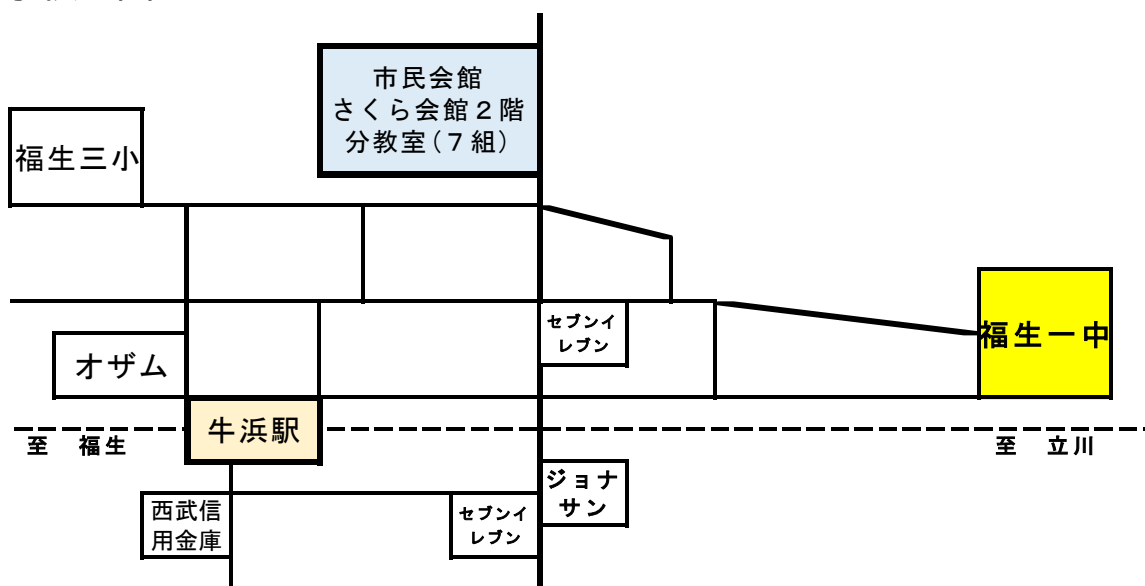 市民会館
さくら会館２階
分教室（７組）
福生三小
セブンイ
レブン
福生一中
オザム
牛浜駅
至　福生
至　立川
ジョナ
サン
西武信
用金庫
セブンイ
レブン